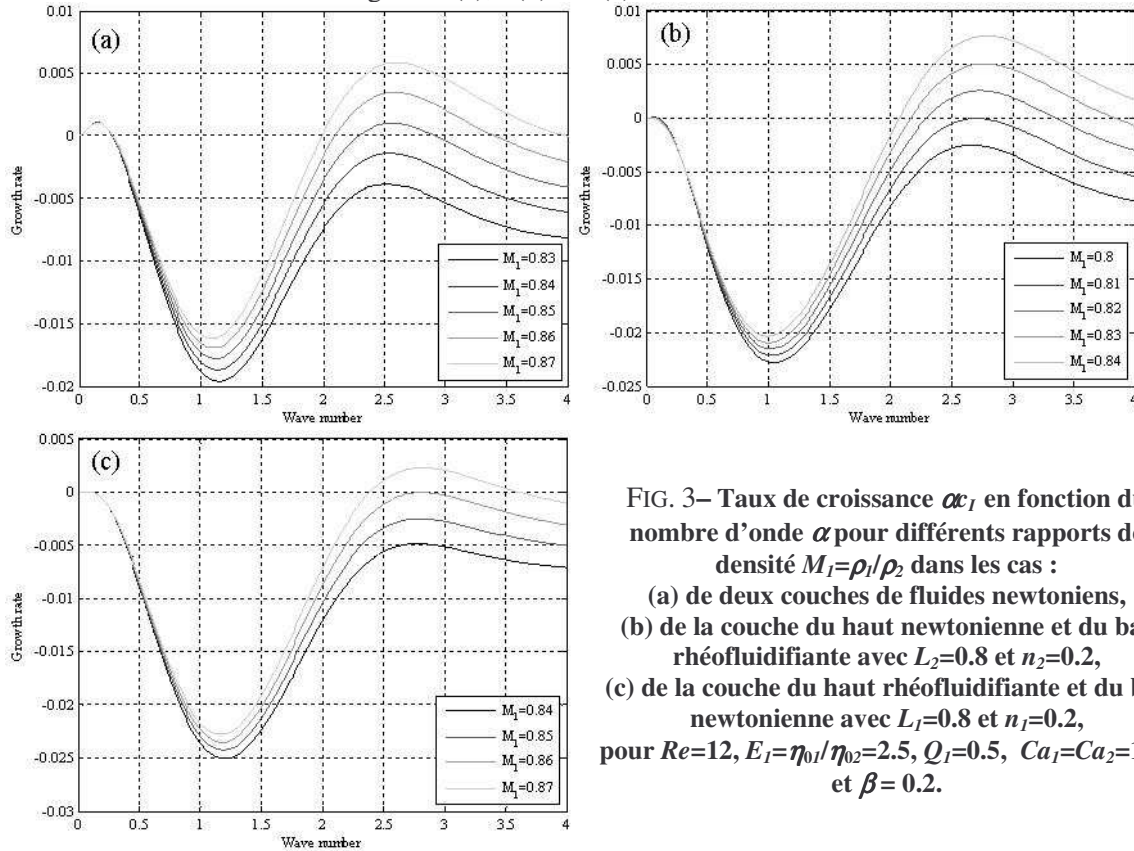 (a)
0.01
0.005
0
-0.005
-0.01
-0.015
-0.02
Growth rate
0 0.5 1 1.5 2 2.5 3 3.5 4
Wave number
M1=0.83
M1=0.84
M1=0.85
M1=0.86
M1=0.87
(b)
0.01
0.005
0
-0.005
-0.01
-0.015
-0.02
-0.025
Growth rate
0 0.5 1 1.5 2 2.5 3 3.5 4
Wave number
M1=0.8
M1=0.81
M1=0.82
M1=0.83
M1=0.84
(c)
0.005
0
-0.005
-0.01
-0.015
-0.02
-0.025
-0.03
Growth rate
0 0.5 1 1.5 2 2.5 3 3.5 4
Wave number
M1=0.84
M1=0.85
M1=0.86
M1=0.87
FIG. 3– Taux de croissance αcI en fonction
nombre d'onde α pour différents rapports
densité M1=ρ1/ρ2 dans les cas :
(a) de deux couches de fluides newtoniens,
(b) de la couche du haut newtonienne et du
rhéofluidifiante avec L2=0.8 et n2=0.2,
(c) de la couche du haut rhéofluidifiante et du
newtonienne avec L1=0.8 et n1=0.2,
pour Re=12, E1=η01/η02=2.5, Q1=0.5, Ca1=Ca2=
et β = 0.2.